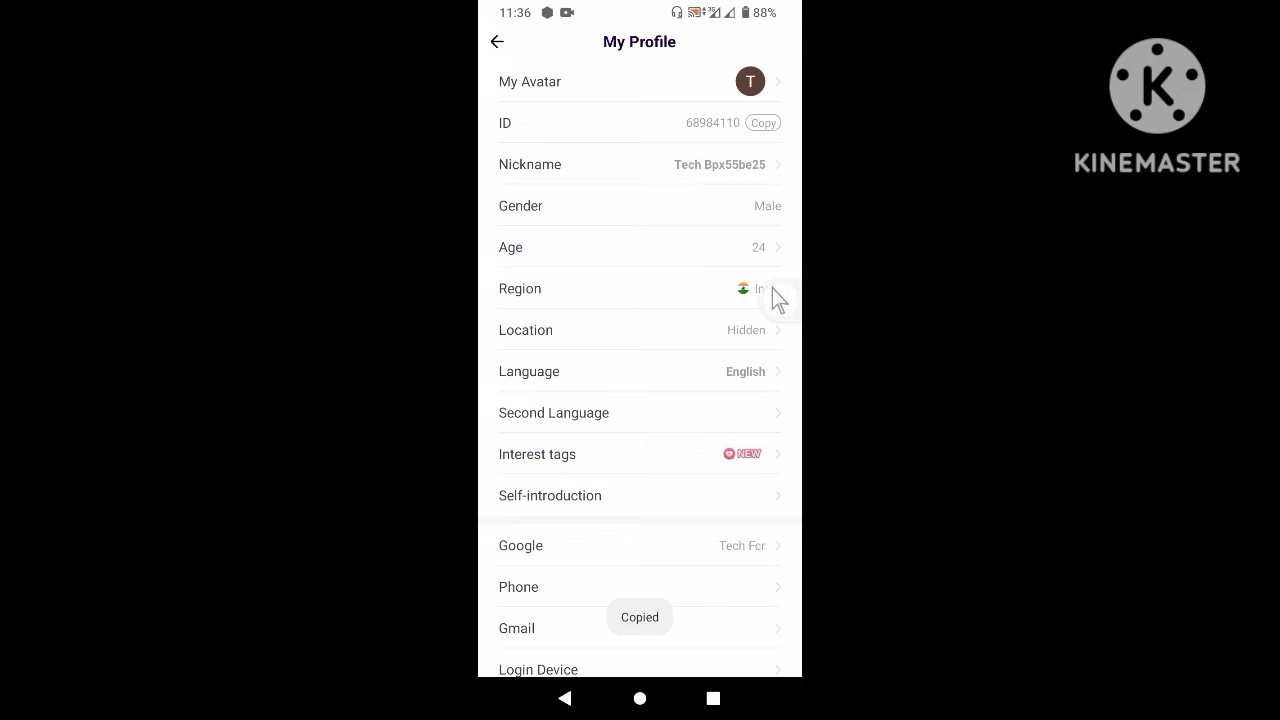 11:36 88%
My Profile
My Avatar T
ID 68984110 Copy
Nickname Tech Bpx55be25
Gender Male
Age 24
Region
Location Hidden
Language English
Second Language
Interest tags NEW
Self-introduction
Google Tech Fcr
Phone
Copied
Gmail
Login Device
K
KINEMASTER